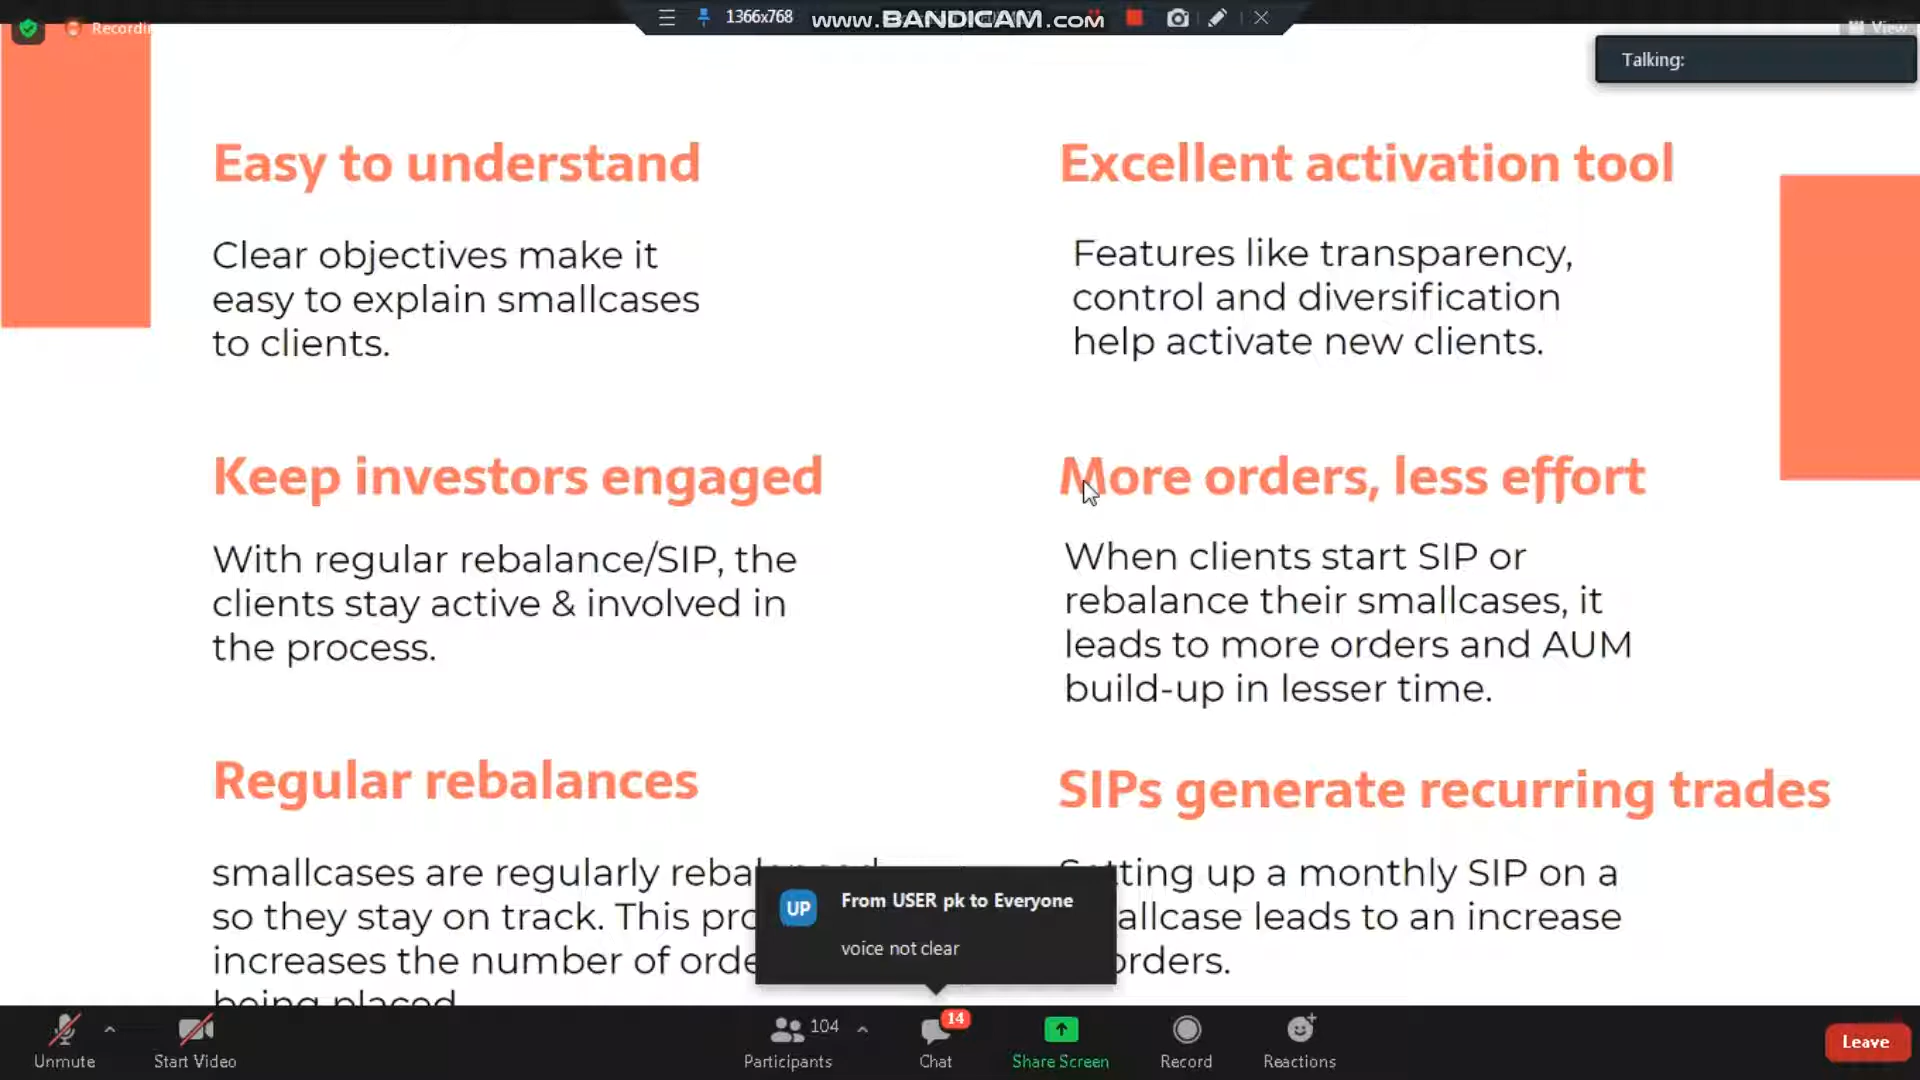 Recordin
1366x768
www.BANDICAM.com
View
Talking:
Easy to understand
Clear objectives make it
easy to explain smallcases
to clients.
Excellent activation tool
Features like transparency,
control and diversification
help activate new clients.
Keep investors engaged
With regular rebalance/SIP, the
clients stay active & involved in
the process.
More orders, less effort
When clients start SIP or
rebalance their smallcases, it
leads to more orders and AUM
build-up in lesser time.
Regular rebalances
smallcases are regularly
so they stay on track. This
increases the number of
being placed
SIPs generate recurring trades
up a monthly SIP on a
leads to an increase
orders.
UP
From USER pk to Everyone
voice not clear
Unmute
Start Video
104
Participants
14
Chat
Share Screen
Record
Reactions
Leave